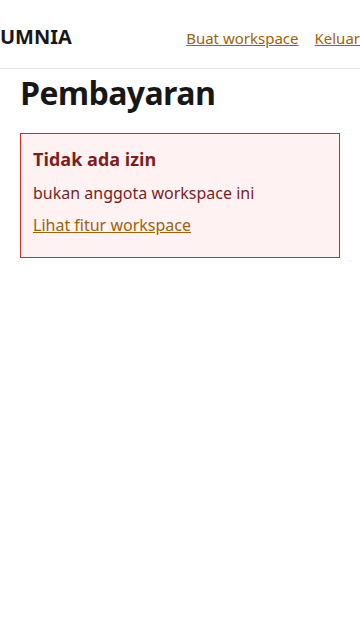 UMNIA
Buat workspace Keluar
Pembayaran
Tidak ada izin
bukan anggota workspace ini
Lihat fitur workspace